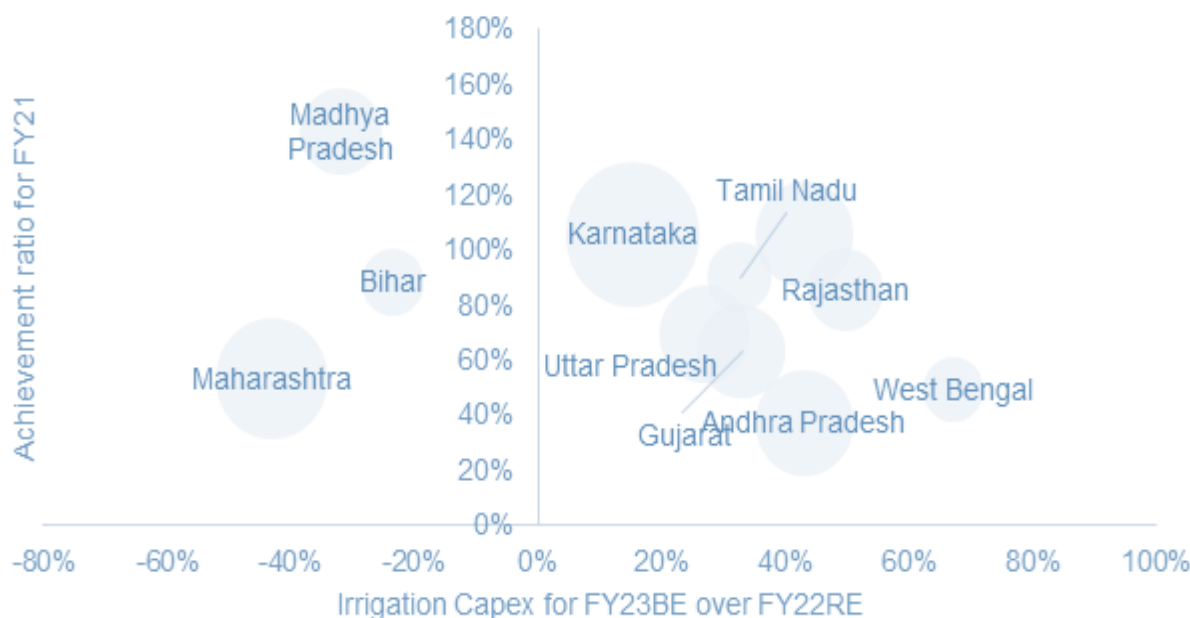 180%
160%
140%
120%
100%
80%
60%
40%
20%
0%
Achievement ratio for FY21
Madhya
Pradesh
Bihar
Maharashtra
Karnataka
Tamil Nadu
Rajasthan
Uttar Pradesh
West Bengal
Andhra Pradesh
Gujarat
-80% -60% -40% -20% 0% 20% 40% 60% 80% 100%
Irrigation Capex for FY23BE over FY22RE